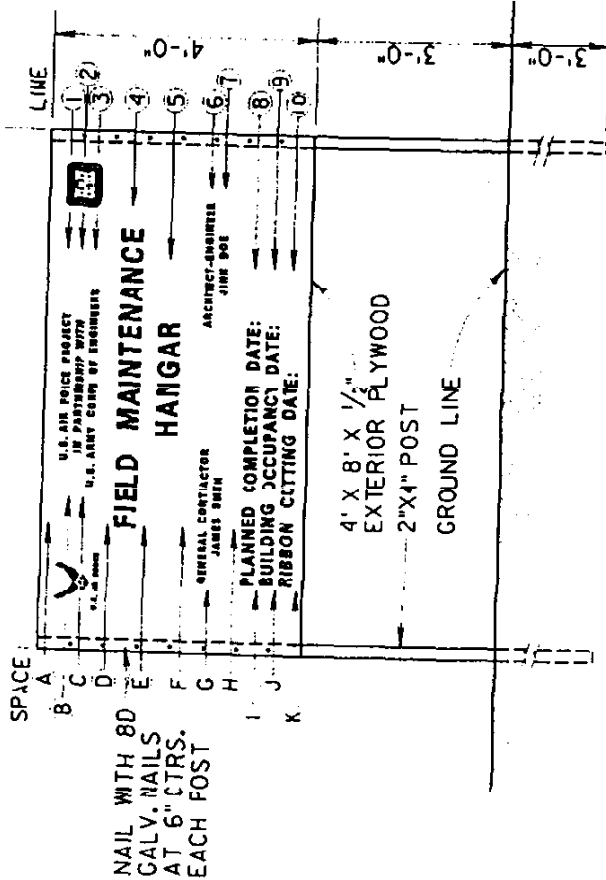 SPACE
LINE
A
B
C
D
E
F
G
H
I
J
K
1
2
3
4
5
6
7
8
9
10
U.S. AIR FORCE PROJECT
IN PARTNERSHIP WITH
U.S. ARMY CORPS OF ENGINEERS
U.S. AIR FORCE
FIELD MAINTENANCE
HANGAR
GENERAL CONTRACTOR
JAMES SMITH
ARCHITECT-ENGINEER
JINE DOE
PLANNED COMPLETION DATE:
BUILDING OCCUPANCY DATE:
RIBBON CUTTING DATE:
4'-0"
3'-0"
3'-0"
NAIL WITH 8D
GALV. NAILS
AT 6" CTRS.
EACH POST
4' X 8' X 1/2"
EXTERIOR PLYWOOD
2"X4" POST
GROUND LINE